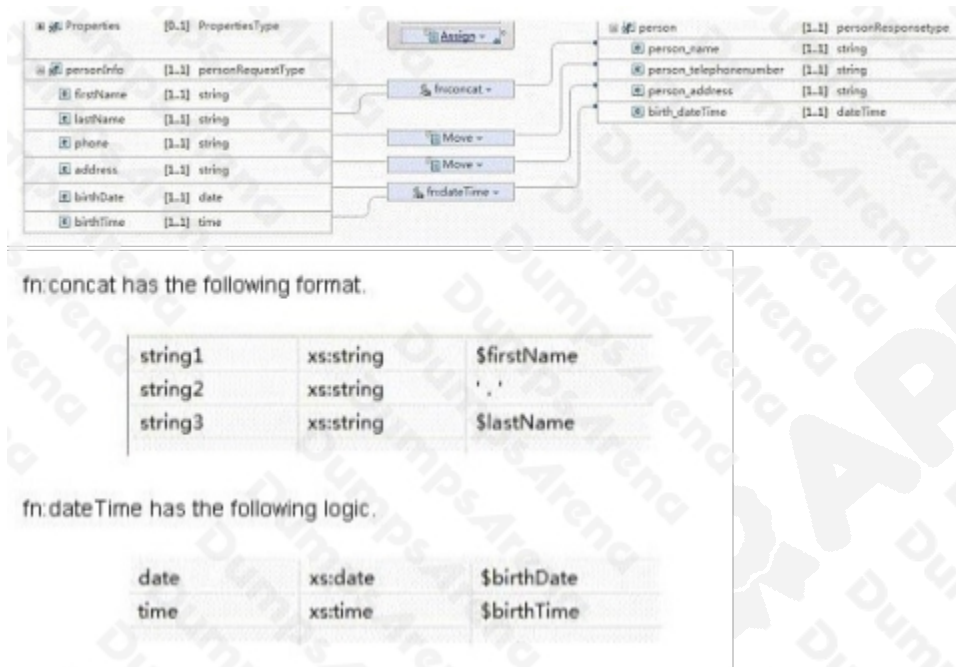 Properties [0..1] PropertiesType
Assign
person [1..1] personResponsetype
person_name [1..1] string
personInfo [1..1] personRequestType
person_telephonenumber [1..1] string
firstName [1..1] string
fn:concat
person_address [1..1] string
lastName [1..1] string
birth_dateTime [1..1] dateTime
phone [1..1] string
Move
address [1..1] string
Move
birthDate [1..1] date
fn:dateTime
birthTime [1..1] time
fn:concat has the following format.
string1 xs:string $firstName
string2 xs:string '.'
string3 xs:string $lastName
fn:dateTime has the following logic.
date xs:date $birthDate
time xs:time $birthTime
DumpsArena